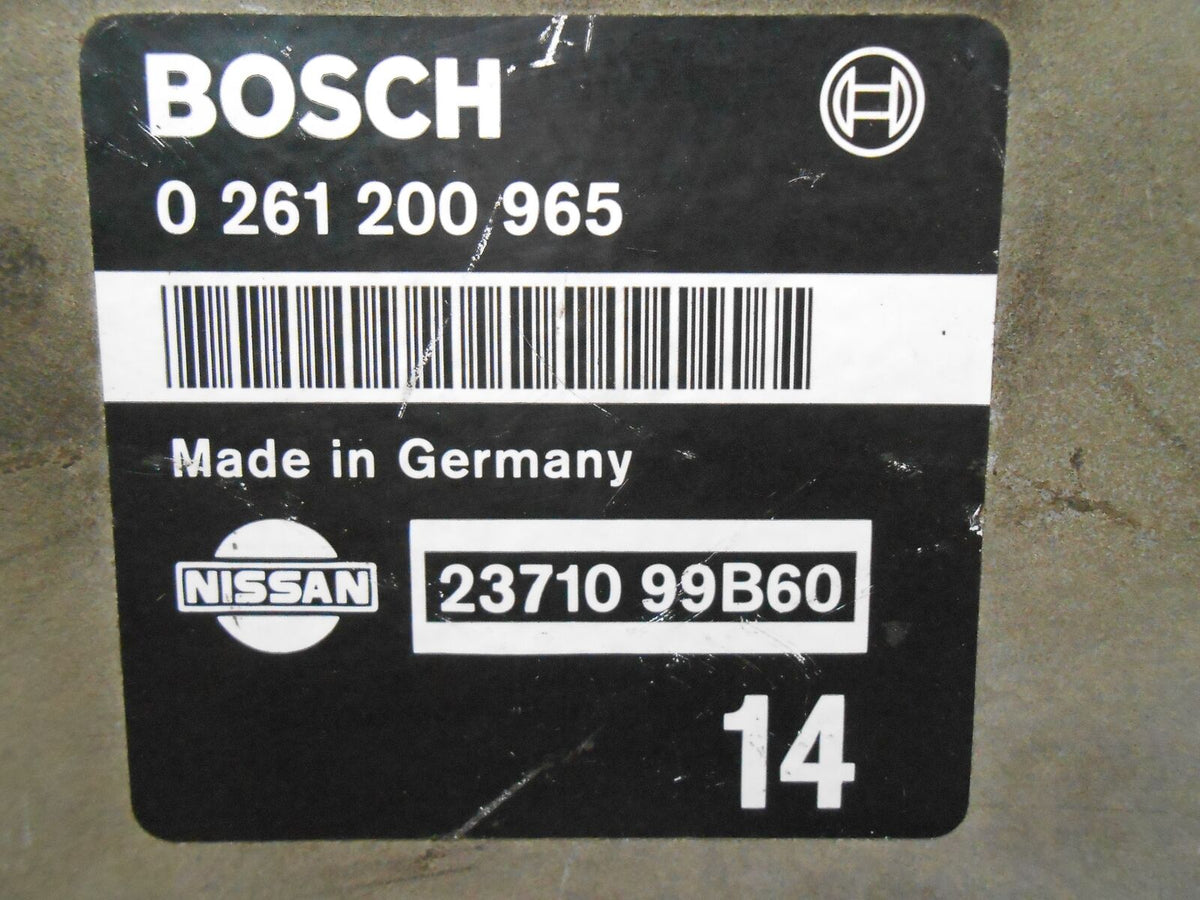 BOSCH
0 261 200 965
Made in Germany
NISSAN
23710 99B60
14